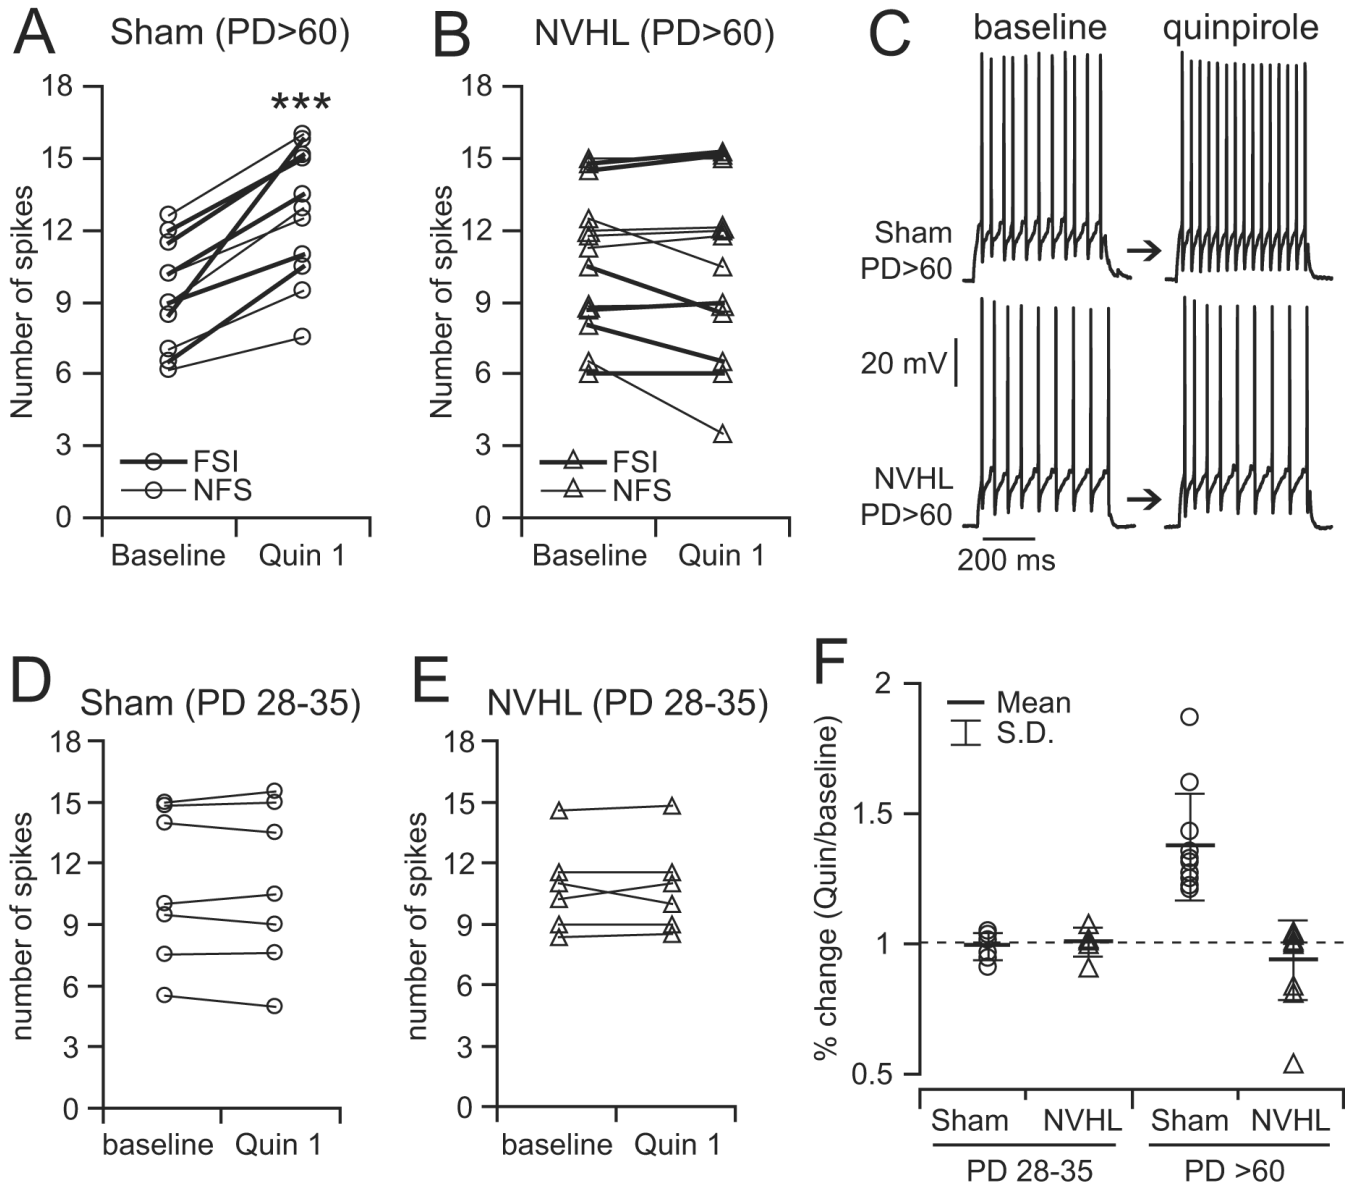 A
Sham (PD>60)
***
Number of spikes
18
15
12
9
6
3
0
FSI
NFS
Baseline
Quin 1
B
NVHL (PD>60)
Number of spikes
18
15
12
9
6
3
0
FSI
NFS
Baseline
Quin 1
C
baseline
quinpirole
Sham
PD>60
20 mV
NVHL
PD>60
200 ms
D
Sham (PD 28-35)
number of spikes
18
15
12
9
6
3
0
baseline
Quin 1
E
NVHL (PD 28-35)
number of spikes
18
15
12
9
6
3
0
baseline
Quin 1
F
% change (Quin/baseline)
2
1.5
1
0.5
Mean
S.D.
Sham
NVHL
Sham
NVHL
PD 28-35
PD >60